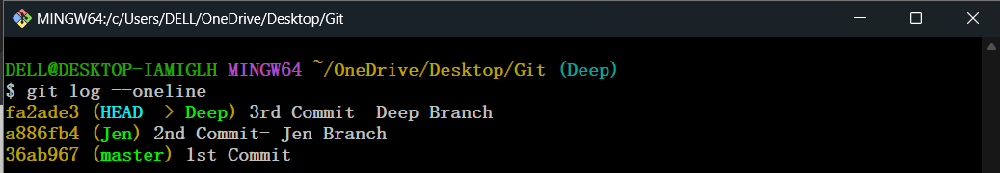 MINGW64:/c/Users/DELL/OneDrive/Desktop/Git
DELL@DESKTOP-IAMIGLH MINGW64 ~/OneDrive/Desktop/Git (Deep)
$ git log --oneline
fa2ade3 (HEAD -> Deep) 3rd Commit- Deep Branch
a886fb4 (Jen) 2nd Commit- Jen Branch
36ab967 (master) 1st Commit